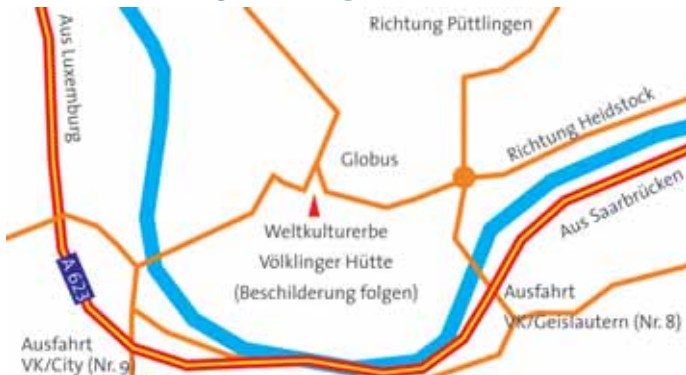 Aus Luxemburg
Richtung Püttlingen
Richtung Heidstock
Globus
Aus Saarbrücken
Weltkulturerbe
Völklinger Hütte
(Beschilderung folgen)
A 623
Ausfahrt
VK/Geislautern (Nr. 8)
Ausfahrt
VK/City (Nr. 9)